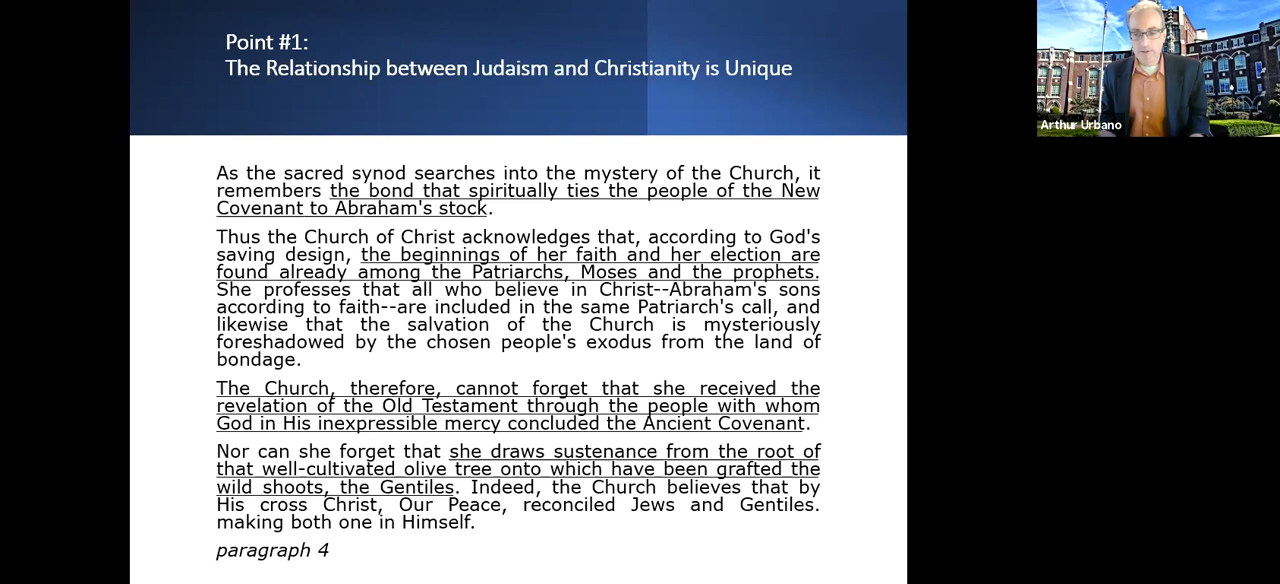 Point #1:
The Relationship between Judaism and Christianity is Unique
Arthur Urbano
As the sacred synod searches into the mystery of the Church, it
remembers the bond that spiritually ties the people of the New
Covenant to Abraham's stock.
Thus the Church of Christ acknowledges that, according to God's
saving design, the beginnings of her faith and her election are
found already among the Patriarchs, Moses and the prophets.
She professes that all who believe in Christ--Abraham's sons
according to faith--are included in the same Patriarch's call, and
likewise that the salvation of the Church is mysteriously
foreshadowed by the chosen people's exodus from the land of
bondage.
The Church, therefore, cannot forget that she received the
revelation of the Old Testament through the people with whom
God in His inexpressible mercy concluded the Ancient Covenant.
Nor can she forget that she draws sustenance from the root of
that well-cultivated olive tree onto which have been grafted the
wild shoots, the Gentiles. Indeed, the Church believes that by
His cross Christ, Our Peace, reconciled Jews and Gentiles.
making both one in Himself.
paragraph 4